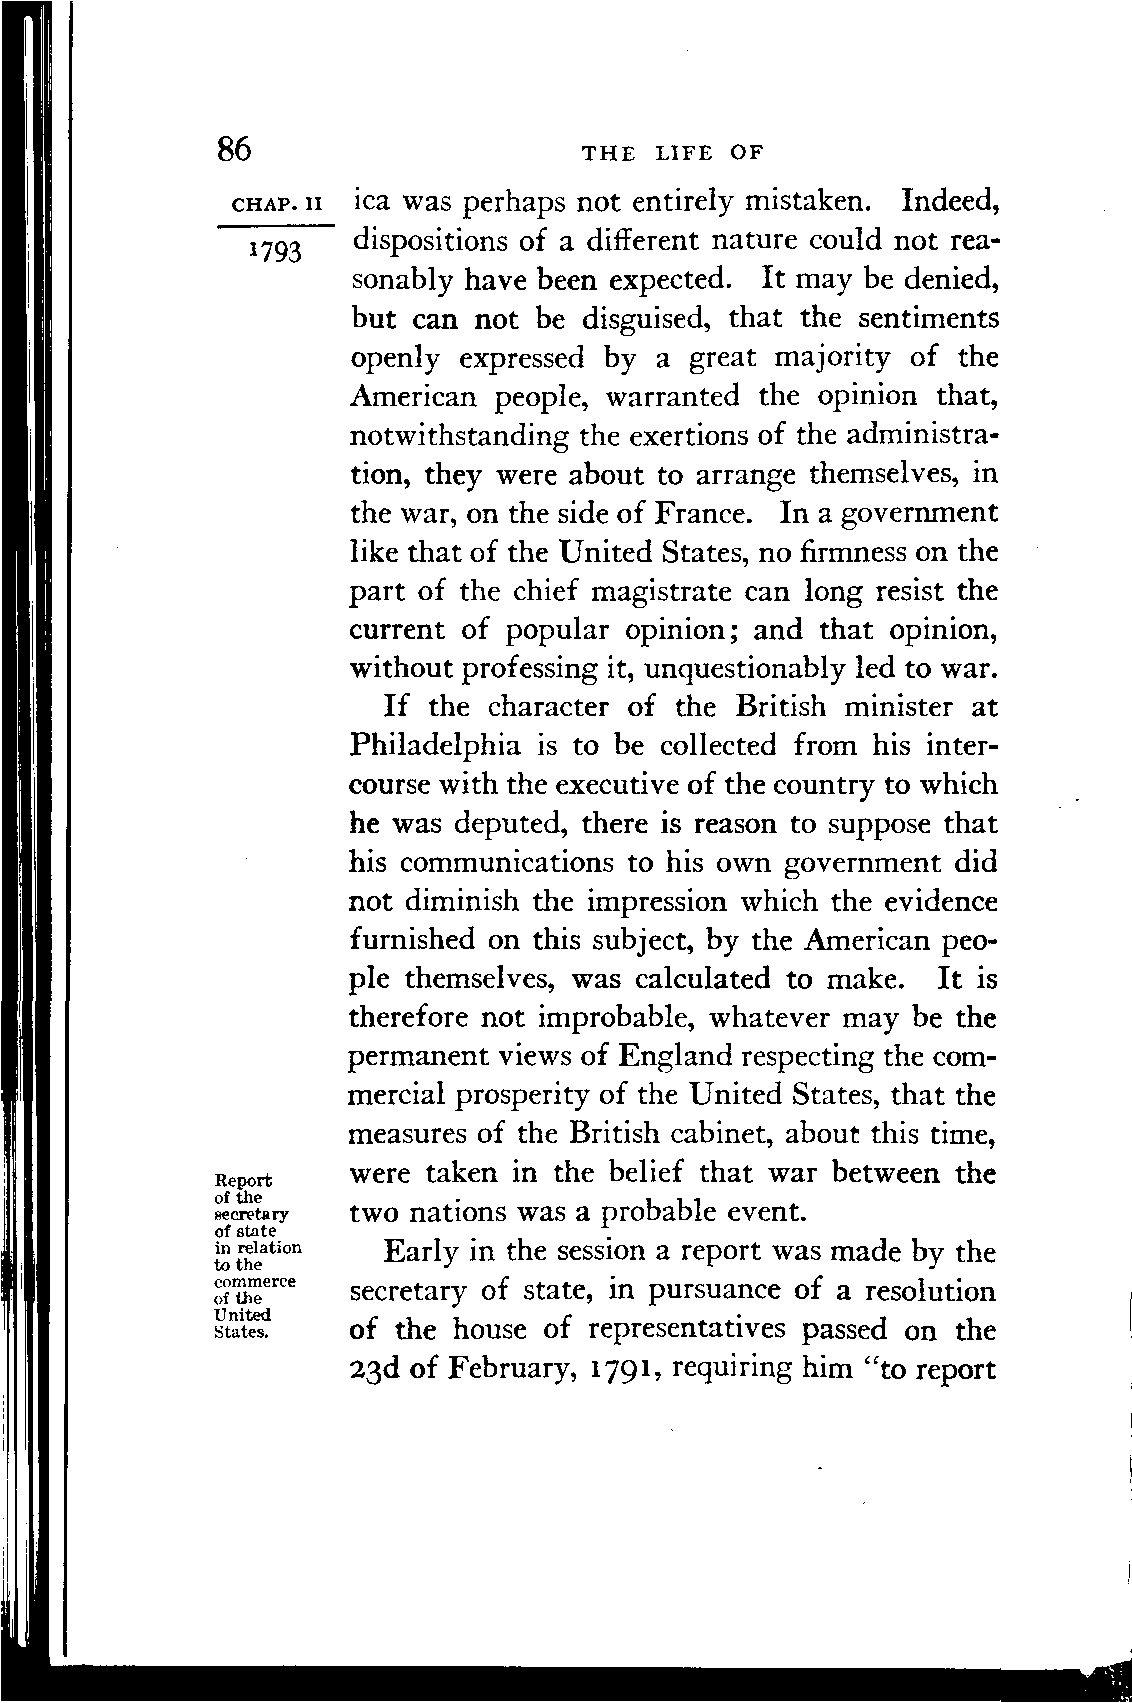 86 THE LIFE OF
CHAP. II
1793
ica was perhaps not entirely mistaken. Indeed,
dispositions of a different nature could not rea-
sonably have been expected. It may be denied,
but can not be disguised, that the sentiments
openly expressed by a great majority of the
American people, warranted the opinion that,
notwithstanding the exertions of the administra-
tion, they were about to arrange themselves, in
the war, on the side of France. In a government
like that of the United States, no firmness on the
part of the chief magistrate can long resist the
current of popular opinion; and that opinion,
without professing it, unquestionably led to war.
If the character of the British minister at
Philadelphia is to be collected from his inter-
course with the executive of the country to which
he was deputed, there is reason to suppose that
his communications to his own government did
not diminish the impression which the evidence
furnished on this subject, by the American peo-
ple themselves, was calculated to make. It is
therefore not improbable, whatever may be the
permanent views of England respecting the com-
mercial prosperity of the United States, that the
measures of the British cabinet, about this time,
were taken in the belief that war between the
two nations was a probable event.
Report
of the
secretary
of state
in relation
to the
commerce
of the
United
States.
Early in the session a report was made by the
secretary of state, in pursuance of a resolution
of the house of representatives passed on the
23d of February, 1791, requiring him “to report